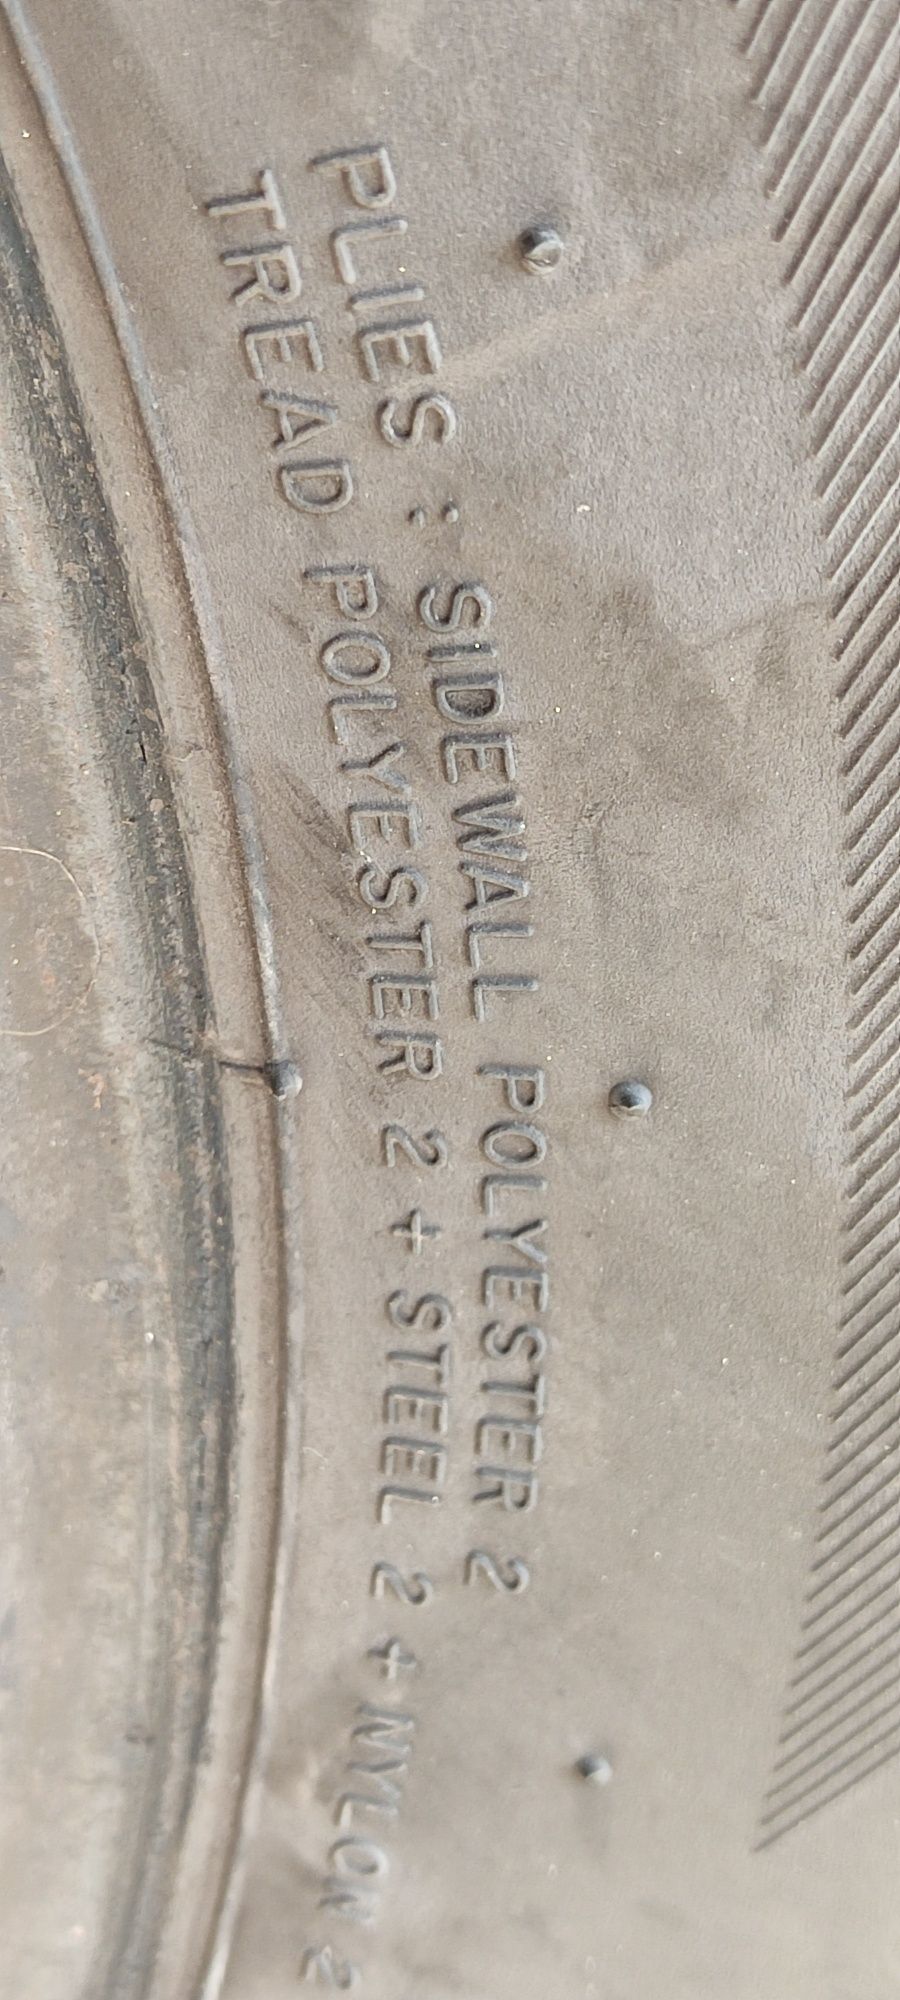 PLIES : SIDEWALL POLYESTER 2
TREAD POLYESTER 2 + STEEL 2 + NYLON 2